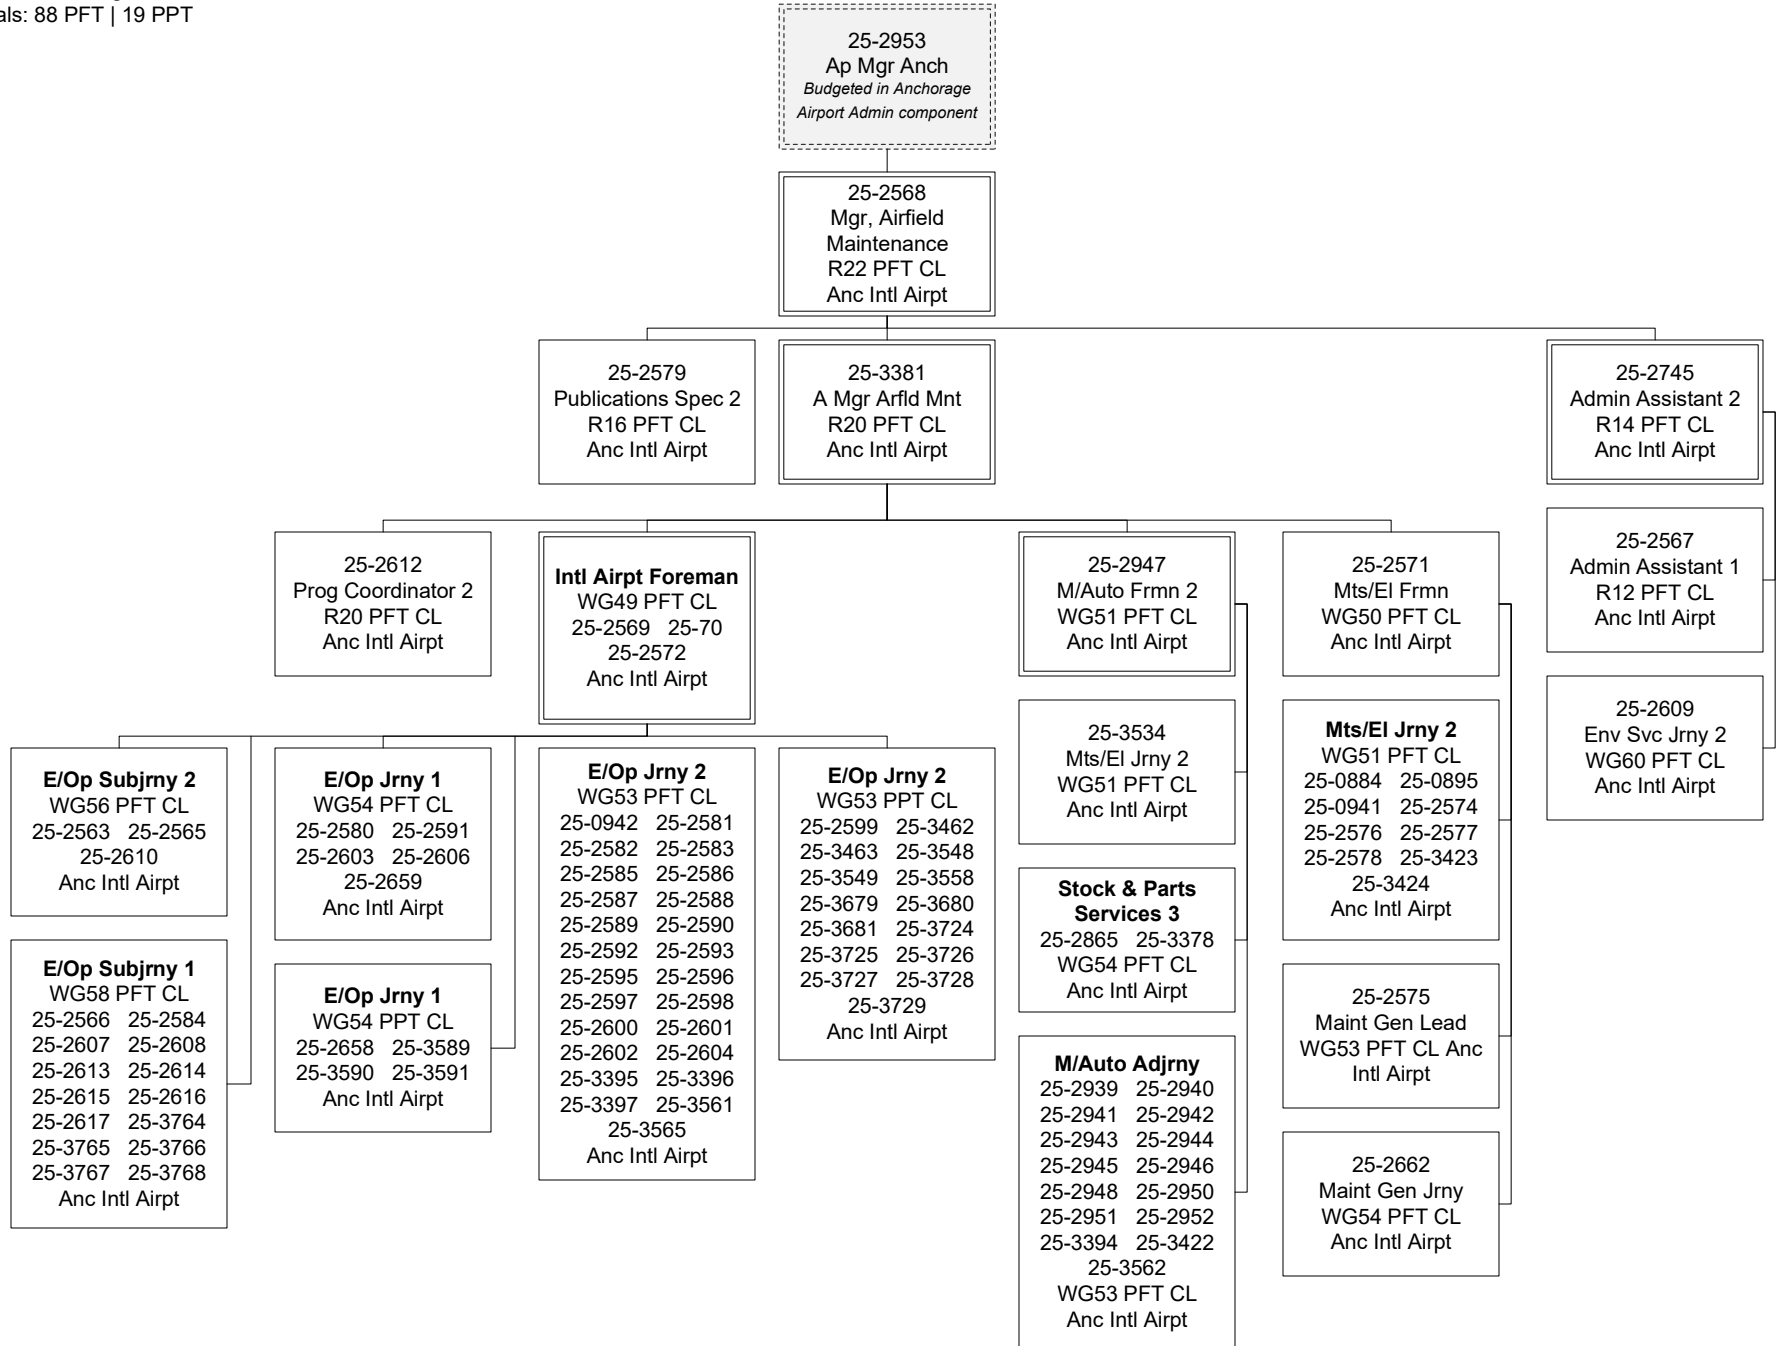 als: 88 PFT | 19 PPT
25-2953
Ap Mgr Anch
Budgeted in Anchorage
Airport Admin component
25-2568
Mgr, Airfield
Maintenance
R22 PFT CL
Anc Intl Airpt
25-2579
Publications Spec 2
R16 PFT CL
Anc Intl Airpt
25-3381
A Mgr Arfld Mnt
R20 PFT CL
Anc Intl Airpt
25-2745
Admin Assistant 2
R14 PFT CL
Anc Intl Airpt
25-2567
Admin Assistant 1
R12 PFT CL
Anc Intl Airpt
25-2609
Env Svc Jrny 2
WG60 PFT CL
Anc Intl Airpt
25-2612
Prog Coordinator 2
R20 PFT CL
Anc Intl Airpt
Intl Airpt Foreman
WG49 PFT CL
25-2569 25-70
25-2572
Anc Intl Airpt
25-2947
M/Auto Frmn 2
WG51 PFT CL
Anc Intl Airpt
25-2571
Mts/El Frmn
WG50 PFT CL
Anc Intl Airpt
E/Op Subjrny 2
WG56 PFT CL
25-2563 25-2565
25-2610
Anc Intl Airpt
E/Op Subjrny 1
WG58 PFT CL
25-2566 25-2584
25-2607 25-2608
25-2613 25-2614
25-2615 25-2616
25-2617 25-3764
25-3765 25-3766
25-3767 25-3768
Anc Intl Airpt
E/Op Jrny 1
WG54 PFT CL
25-2580 25-2591
25-2603 25-2606
25-2659
Anc Intl Airpt
E/Op Jrny 1
WG54 PPT CL
25-2658 25-3589
25-3590 25-3591
Anc Intl Airpt
E/Op Jrny 2
WG53 PFT CL
25-0942 25-2581
25-2582 25-2583
25-2585 25-2586
25-2587 25-2588
25-2589 25-2590
25-2592 25-2593
25-2595 25-2596
25-2597 25-2598
25-2600 25-2601
25-2602 25-2604
25-3395 25-3396
25-3397 25-3561
25-3565
Anc Intl Airpt
E/Op Jrny 2
WG53 PPT CL
25-2599 25-3462
25-3463 25-3548
25-3549 25-3558
25-3679 25-3680
25-3681 25-3724
25-3725 25-3726
25-3727 25-3728
25-3729
Anc Intl Airpt
25-3534
Mts/El Jrny 2
WG51 PFT CL
Anc Intl Airpt
Stock & Parts
Services 3
25-2865 25-3378
WG54 PFT CL
Anc Intl Airpt
M/Auto Adjrny
25-2939 25-2940
25-2941 25-2942
25-2943 25-2944
25-2945 25-2946
25-2948 25-2950
25-2951 25-2952
25-3394 25-3422
25-3562
WG53 PFT CL
Anc Intl Airpt
Mts/El Jrny 2
WG51 PFT CL
25-0884 25-0895
25-0941 25-2574
25-2576 25-2577
25-2578 25-3423
25-3424
Anc Intl Airpt
25-2575
Maint Gen Lead
WG53 PFT CL Anc
Intl Airpt
25-2662
Maint Gen Jrny
WG54 PFT CL
Anc Intl Airpt